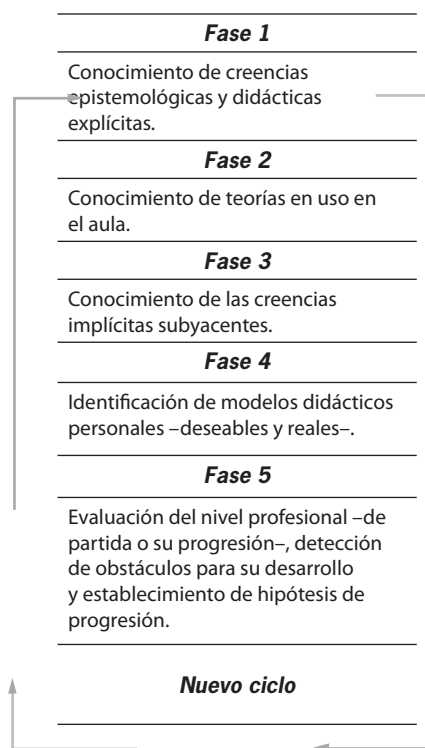 Fase 1
Conocimiento de creencias
epistemológicas y didácticas
explícitas.
Fase 2
Conocimiento de teorías en uso en
el aula.
Fase 3
Conocimiento de las creencias
implícitas subyacentes.
Fase 4
Identificación de modelos didácticos
personales –deseables y reales–.
Fase 5
Evaluación del nivel profesional –de
partida o su progresión–, detección
de obstáculos para su desarrollo
y establecimiento de hipótesis de
progresión.
Nuevo ciclo